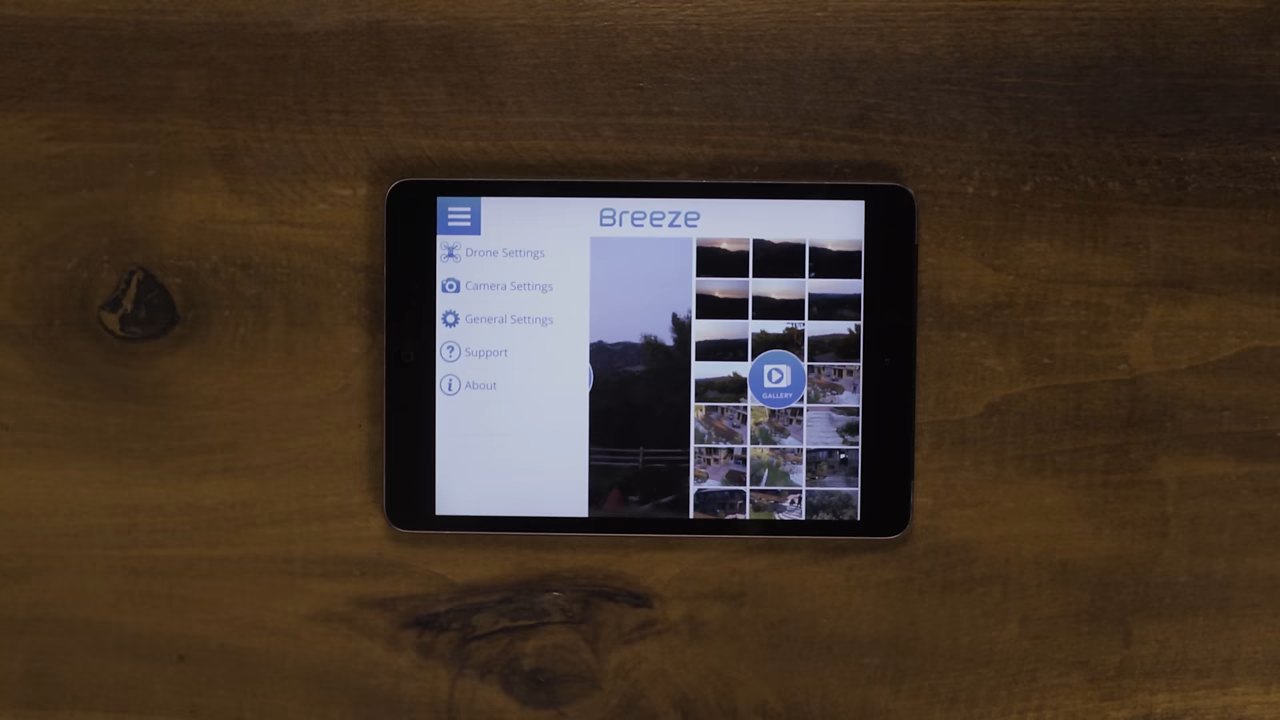 Breeze
Drone Settings
Camera Settings
General Settings
? Support
i About
GALLERY